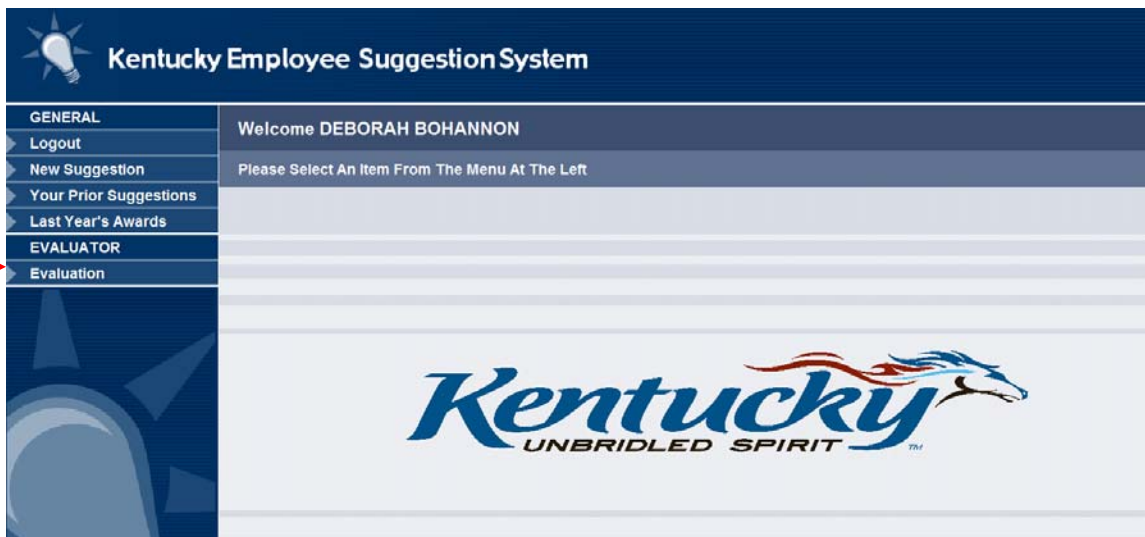 Kentucky Employee Suggestion System
GENERAL
Logout
New Suggestion
Your Prior Suggestions
Last Year's Awards
EVALUATOR
Evaluation
Welcome DEBORAH BOHANNON
Please Select An Item From The Menu At The Left
Kentucky
UNBRIDLED SPIRIT TM